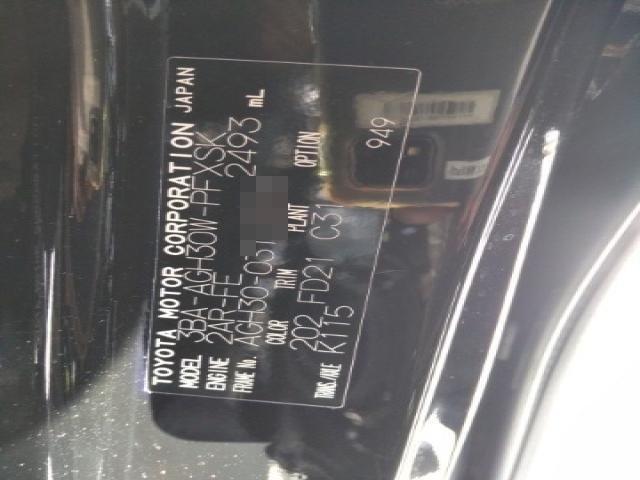 TOYOTA MOTOR CORPORATION JAPAN
MODEL 3BA-AGH30W-PFXSK
ENGINE 2AR-FE 2493 mL
FRAME No. AGH30-031
COLOR TRIM PLANT OPTION
202 FD21 C31 949
TRANS./AXLE K115